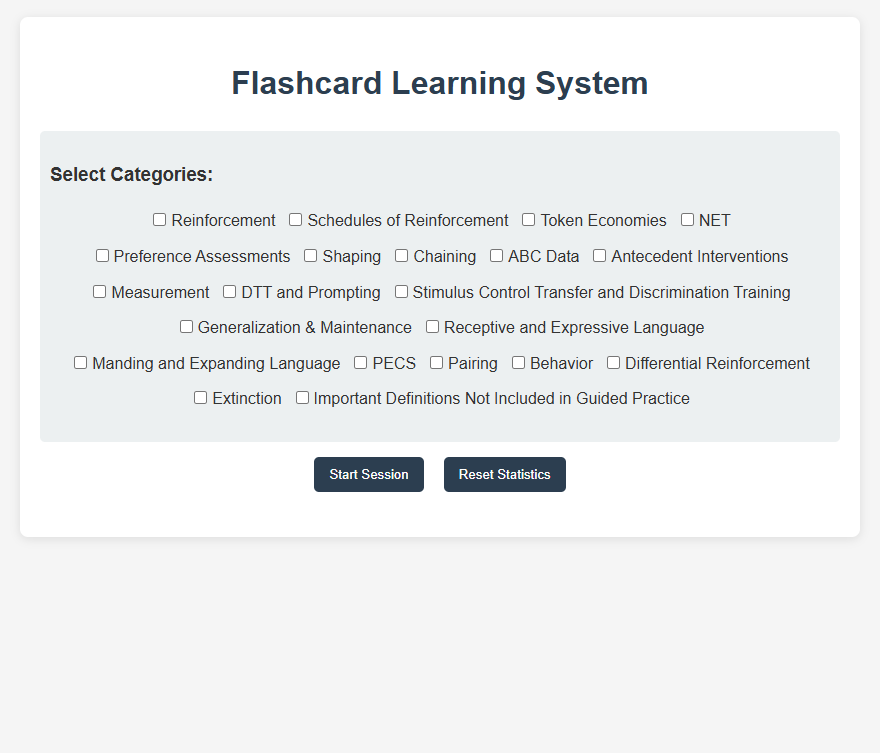 Flashcard Learning System
Select Categories:
Reinforcement Schedules of Reinforcement Token Economies NET
Preference Assessments Shaping Chaining ABC Data Antecedent Interventions
Measurement DTT and Prompting Stimulus Control Transfer and Discrimination Training
Generalization & Maintenance Receptive and Expressive Language
Manding and Expanding Language PECS Pairing Behavior Differential Reinforcement
Extinction Important Definitions Not Included in Guided Practice
Start Session Reset Statistics